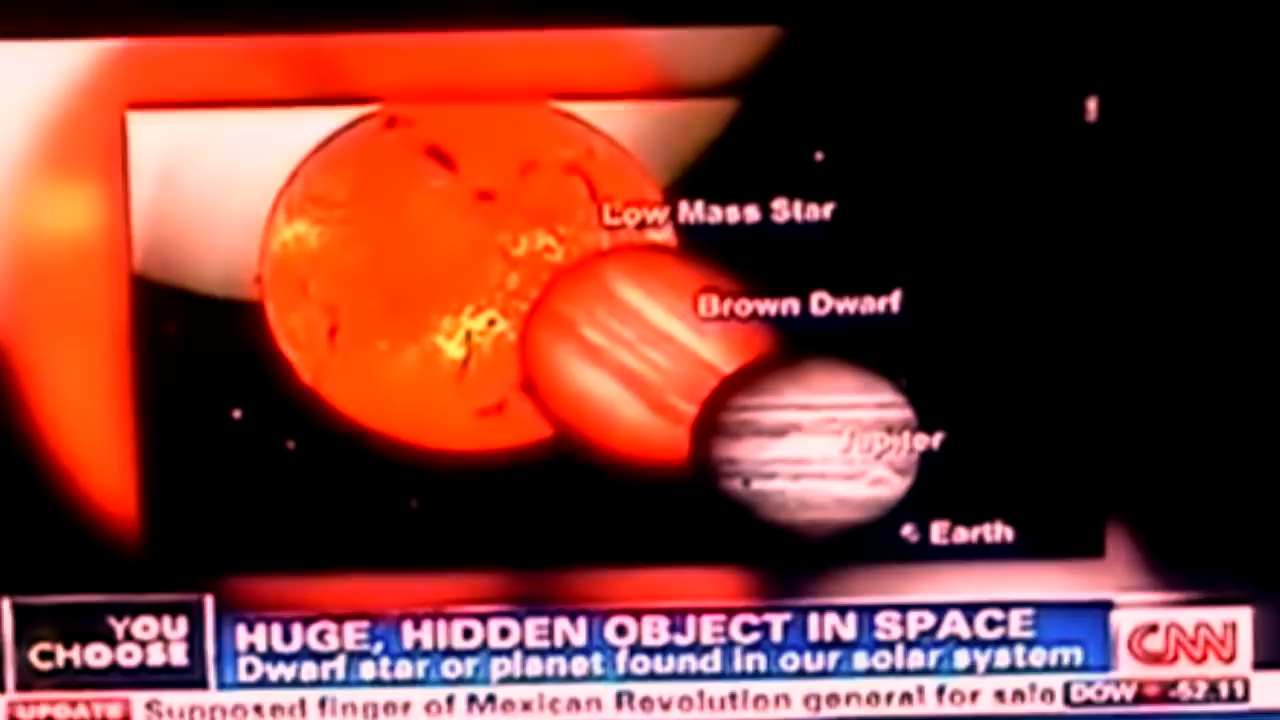 Low Mass Star
Brown Dwarf
Jupiter
Earth
YOU
CHOOSE
HUGE, HIDDEN OBJECT IN SPACE
Dwarf star or planet found in our solar system
CNN
UPDATE
Supposed finger of Mexican Revolution general for sale
DOW -52.11